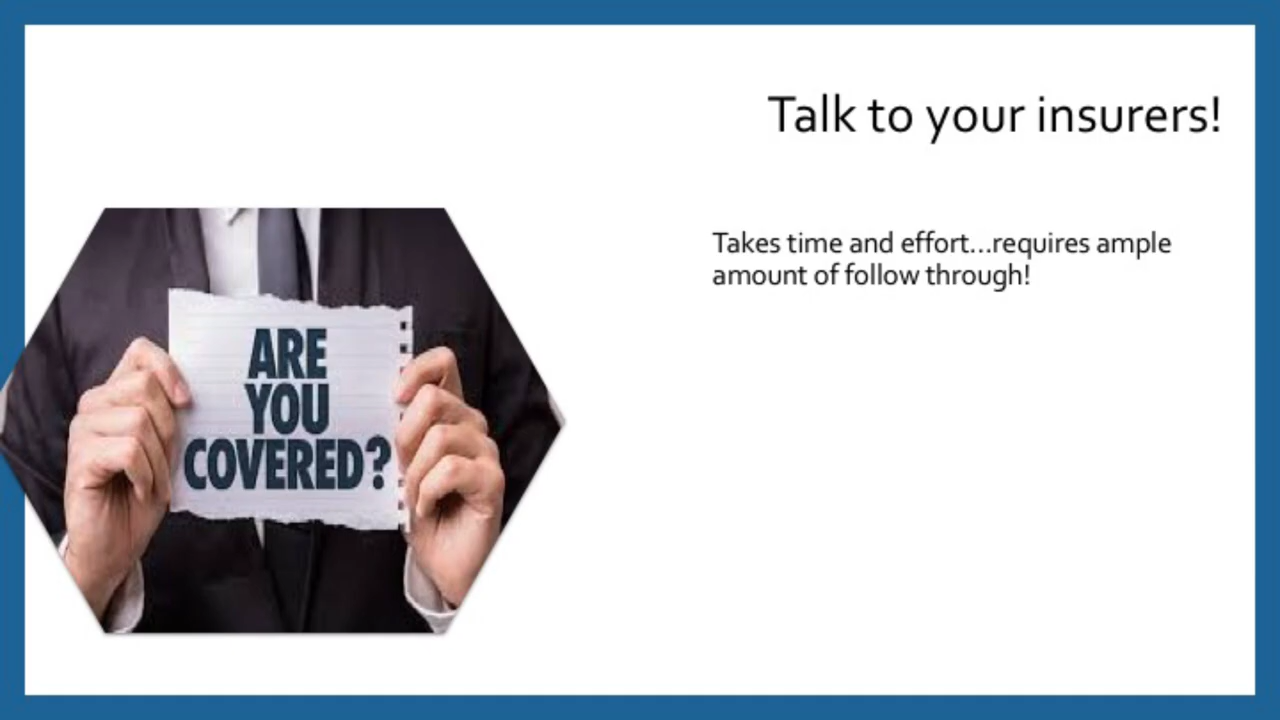 Talk to your insurers!
Takes time and effort...requires ample
amount of follow through!
ARE
YOU
COVERED?